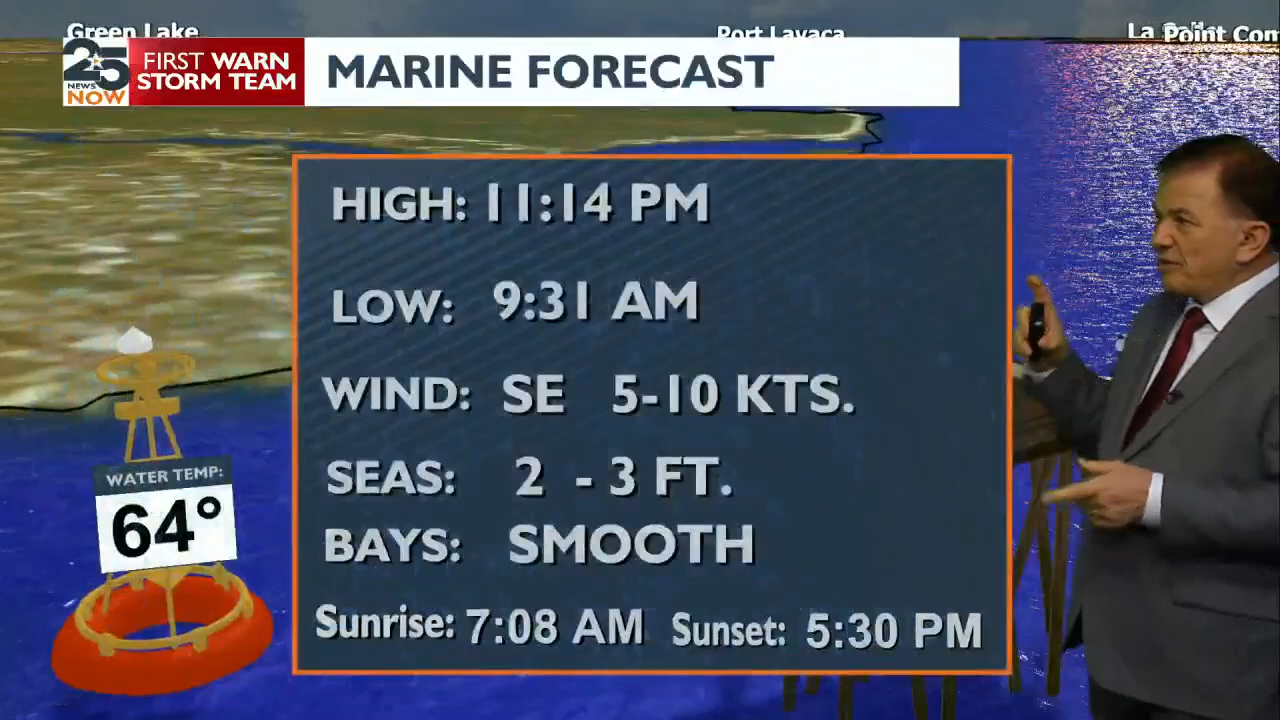 Green Lake
Port Lavaca
La
Point Com
25
NEWS
NOW
FIRST WARN
STORM TEAM
MARINE FORECAST
HIGH: 11:14 PM
LOW: 9:31 AM
WIND: SE 5-10 KTS.
SEAS: 2 - 3 FT.
BAYS: SMOOTH
Sunrise: 7:08 AM Sunset: 5:30 PM
WATER TEMP:
64°